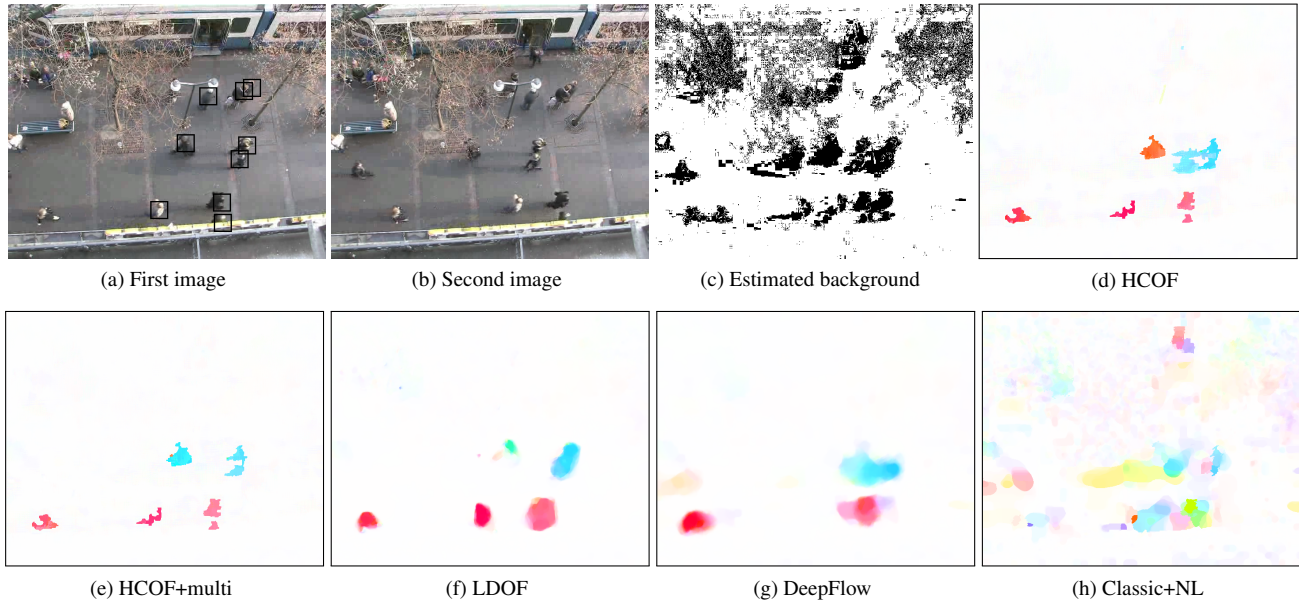 (a) First image
(b) Second image
(c) Estimated background
(d) HCOF
(e) HCOF+multi
(f) LDOF
(g) DeepFlow
(h) Classic+NL